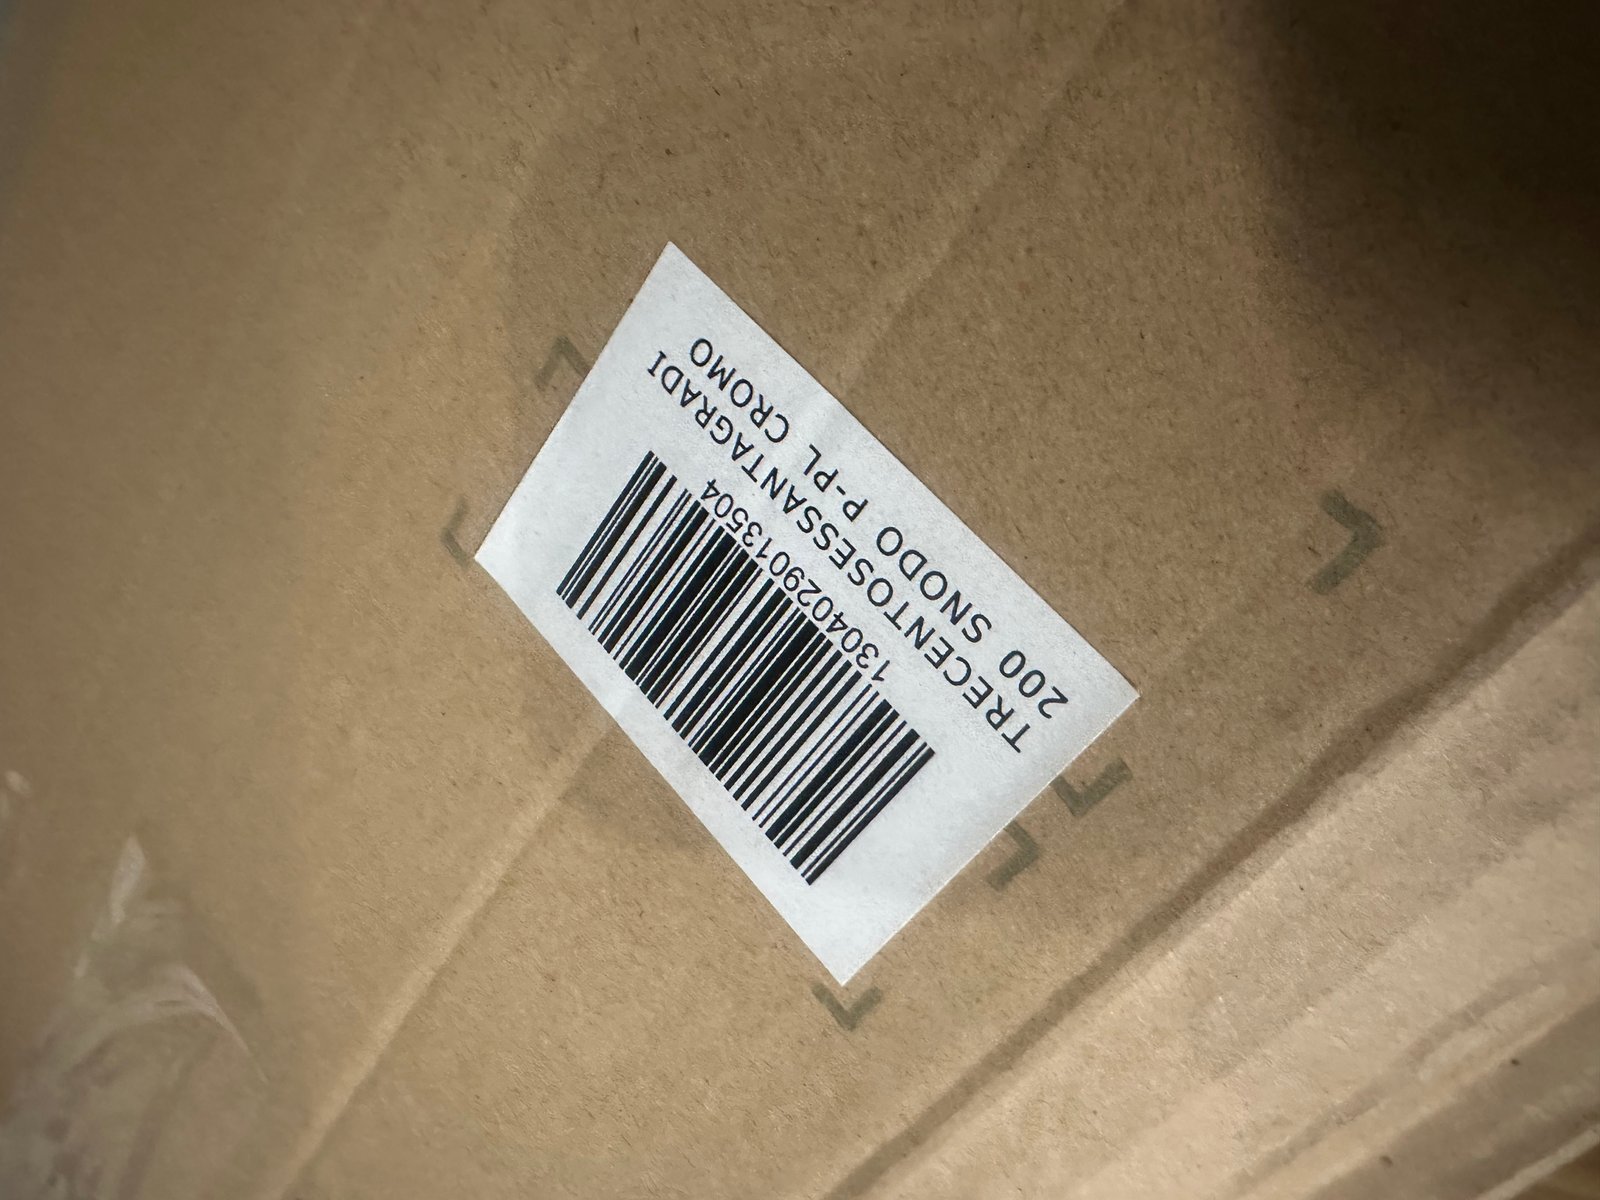 200 SNODO P-PL CROMO
TRECENTOSESSANTAGRADI
1304029013504